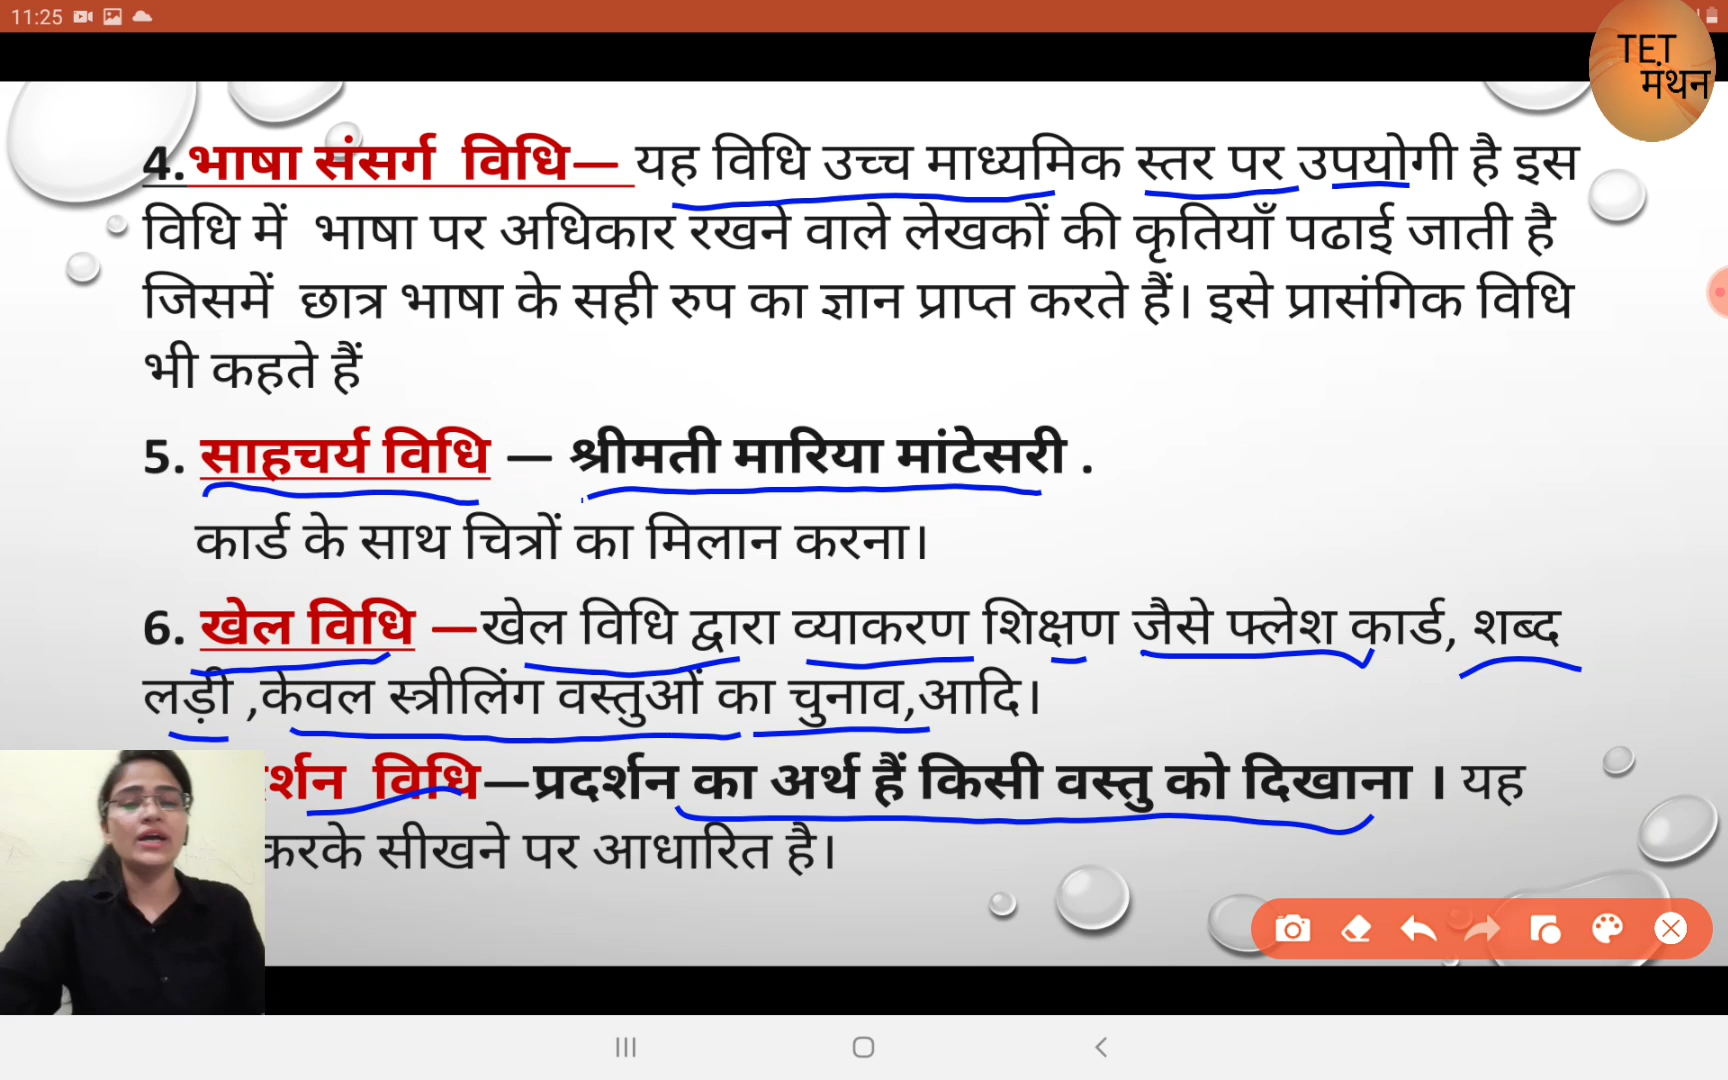 11:25
TET
मंथन
4.भाषा संसर्ग विधि— यह विधि उच्च माध्यमिक स्तर पर उपयोगी है इस
विधि में भाषा पर अधिकार रखने वाले लेखकों की कृतियाँ पढाई जाती है
जिसमें छात्र भाषा के सही रुप का ज्ञान प्राप्त करते हैं। इसे प्रासंगिक विधि
भी कहते हैं
5. साहचर्य विधि — श्रीमती मारिया मांटेसरी .
कार्ड के साथ चित्रों का मिलान करना।
6. खेल विधि —खेल विधि द्वारा व्याकरण शिक्षण जैसे फ्लेश कार्ड, शब्द
लड़ी ,केवल स्त्रीलिंग वस्तुओं का चुनाव,आदि।
विधि—प्रदर्शन का अर्थ हैं किसी वस्तु को दिखाना । यह
करके सीखने पर आधारित है।